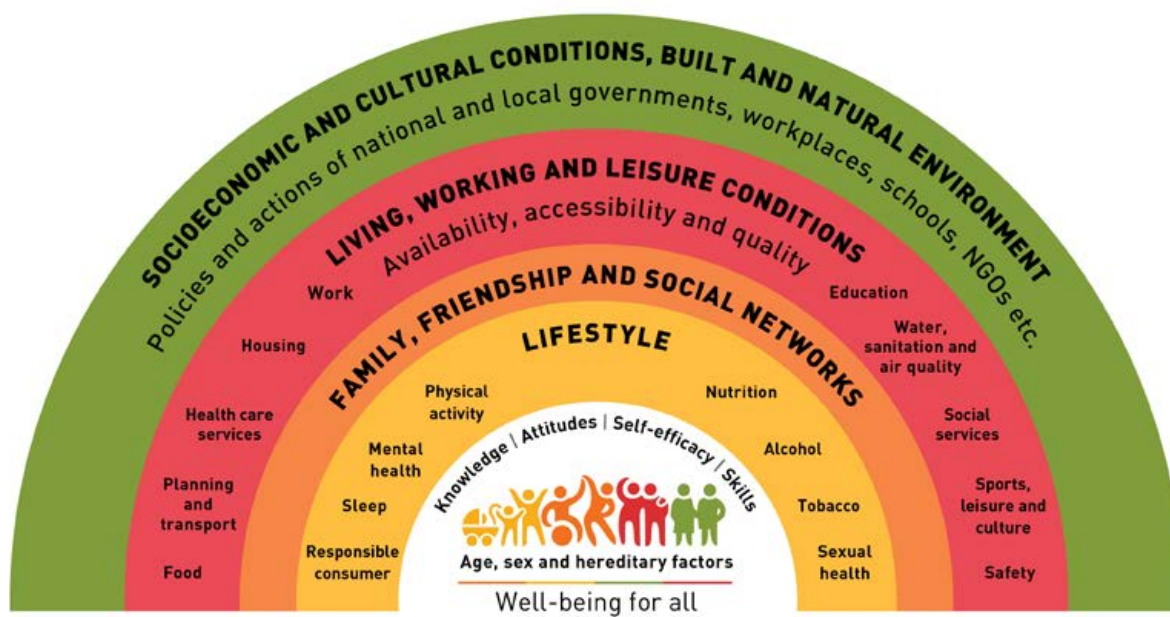 SOCIOECONOMIC AND CULTURAL CONDITIONS, BUILT AND NATURAL ENVIRONMENT
Policies and actions of national and local governments, workplaces, schools, NGOs etc.
LIVING, WORKING AND LEISURE CONDITIONS
Availability, accessibility and quality
Work
Housing
Health care
services
Planning
and
transport
Food
Education
Water,
sanitation and
air quality
Social
services
Sports,
leisure and
culture
Safety
FAMILY, FRIENDSHIP AND SOCIAL NETWORKS
LIFESTYLE
Physical
activity
Mental
health
Sleep
Responsible
consumer
Nutrition
Alcohol
Tobacco
Sexual
health
Knowledge | Attitudes | Self-efficacy | Skills
Age, sex and hereditary factors
Well-being for all